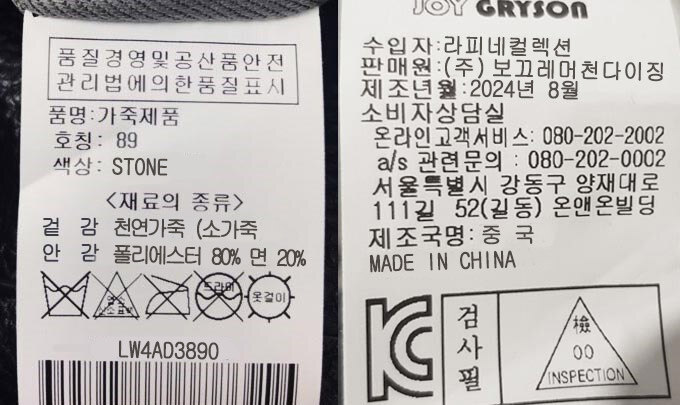 품질경영및공산품안전
관리법에의한품질표시
품명:가죽제품
호칭: 89
색상: STONE
<재료의 종류>
겉 감 천연가죽 (소가죽
안 감 폴리에스터 80% 면 20%
드라이
옷걸이
LW4AD3890
JOY GRYSON
수입자:라피네컬렉션
판매원:(주) 보끄레머천다이징
제조년월:2024년 8월
소비자상담실
온라인고객서비스: 080-202-2002
a/s 관련문의 : 080-202-0002
서울특별시 강동구 양재대로
111길 52(길동) 온앤온빌딩
제조국명: 중 국
MADE IN CHINA
KC
검사필
檢
00
INSPECTION